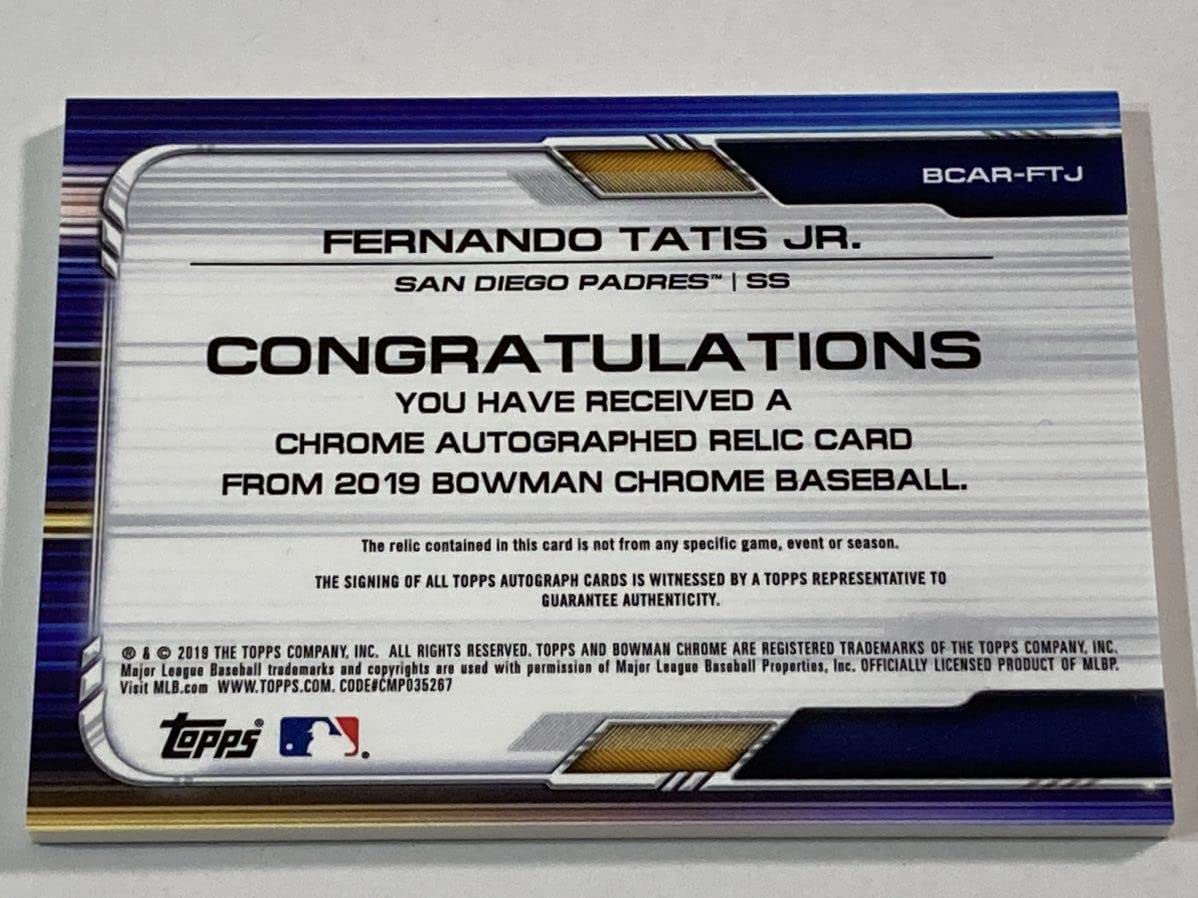 BCAR-FTJ
FERNANDO TATIS JR.
SAN DIEGO PADRES™ | SS
CONGRATULATIONS
YOU HAVE RECEIVED A
CHROME AUTOGRAPHED RELIC CARD
FROM 2019 BOWMAN CHROME BASEBALL.
The relic contained in this card is not from any specific game, event or season.
THE SIGNING OF ALL TOPPS AUTOGRAPH CARDS IS WITNESSED BY A TOPPS REPRESENTATIVE TO
GUARANTEE AUTHENTICITY.
® & © 2019 THE TOPPS COMPANY, INC. ALL RIGHTS RESERVED. TOPPS AND BOWMAN CHROME ARE REGISTERED TRADEMARKS OF THE TOPPS COMPANY, INC.
Major League Baseball trademarks and copyrights are used with permission of Major League Baseball Properties, Inc. OFFICIALLY LICENSED PRODUCT OF MLBP.
Visit MLB.com WWW.TOPPS.COM. CODE#CMP035267
topps® ®